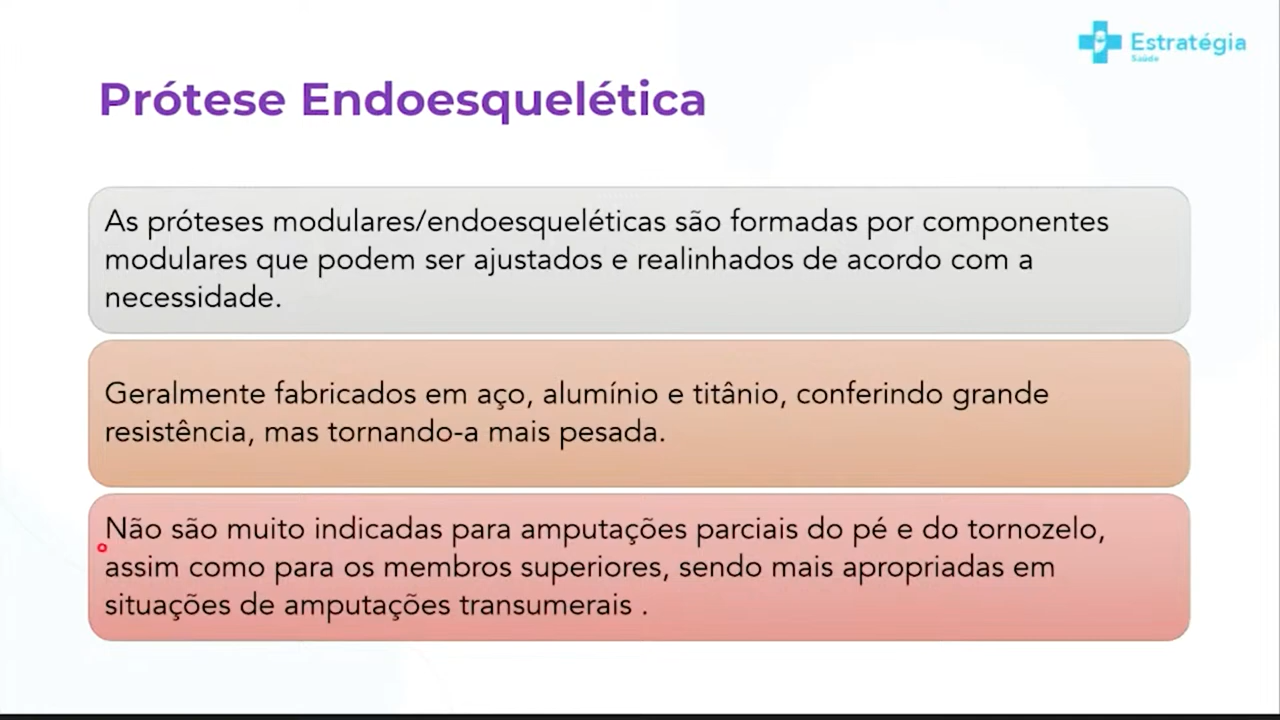 Estratégia
Saúde
Prótese Endoesquelética
As próteses modulares/endoesqueléticas são formadas por componentes
modulares que podem ser ajustados e realinhados de acordo com a
necessidade.
Geralmente fabricados em aço, alumínio e titânio, conferindo grande
resistência, mas tornando-a mais pesada.
Não são muito indicadas para amputações parciais do pé e do tornozelo,
assim como para os membros superiores, sendo mais apropriadas em
situações de amputações transumerais .